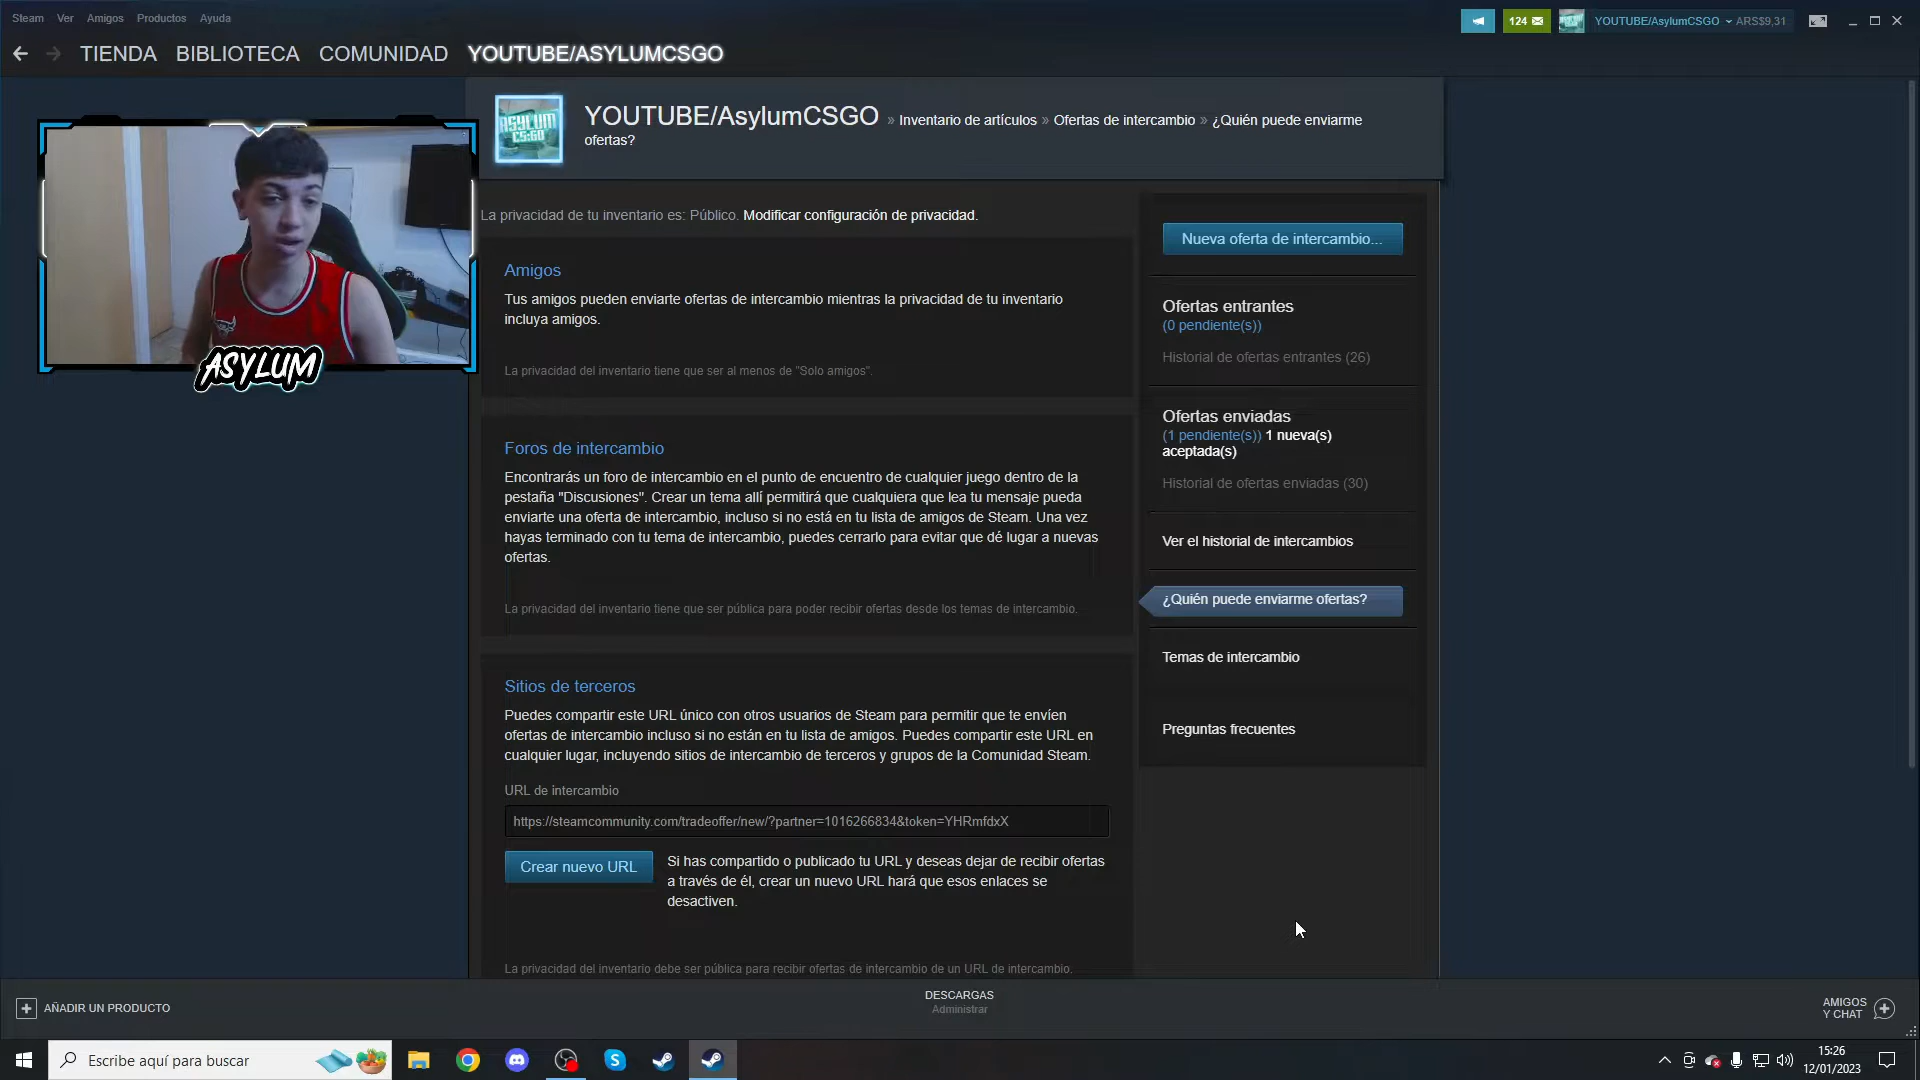 Steam Ver Amigos Productos Ayuda
124
YOUTUBE/AsylumCSGO ARS$9,31
TIENDA BIBLIOTECA COMUNIDAD YOUTUBE/ASYLUMCSGO
ASYLUM
CS:GO
YOUTUBE/AsylumCSGO » Inventario de artículos » Ofertas de intercambio » ¿Quién puede enviarme
ofertas?
ASYLUM
La privacidad de tu inventario es: Público. Modificar configuración de privacidad.
Amigos
Tus amigos pueden enviarte ofertas de intercambio mientras la privacidad de tu inventario
incluya amigos.
La privacidad del inventario tiene que ser al menos de "Solo amigos".
Foros de intercambio
Encontrarás un foro de intercambio en el punto de encuentro de cualquier juego dentro de la
pestaña "Discusiones". Crear un tema allí permitirá que cualquiera que lea tu mensaje pueda
enviarte una oferta de intercambio, incluso si no está en tu lista de amigos de Steam. Una vez
hayas terminado con tu tema de intercambio, puedes cerrarlo para evitar que dé lugar a nuevas
ofertas.
La privacidad del inventario tiene que ser pública para poder recibir ofertas desde los temas de intercambio.
Sitios de terceros
Puedes compartir este URL único con otros usuarios de Steam para permitir que te envíen
ofertas de intercambio incluso si no están en tu lista de amigos. Puedes compartir este URL en
cualquier lugar, incluyendo sitios de intercambio de terceros y grupos de la Comunidad Steam.
URL de intercambio
https://steamcommunity.com/tradeoffer/new/?partner=1016266834&token=YHRmfdxX
Crear nuevo URL
Si has compartido o publicado tu URL y deseas dejar de recibir ofertas
a través de él, crear un nuevo URL hará que esos enlaces se
desactiven.
La privacidad del inventario debe ser pública para recibir ofertas de intercambio de un URL de intercambio.
Nueva oferta de intercambio...
Ofertas entrantes
(0 pendiente(s))
Historial de ofertas entrantes (26)
Ofertas enviadas
(1 pendiente(s)) 1 nueva(s)
aceptada(s)
Historial de ofertas enviadas (30)
Ver el historial de intercambios
¿Quién puede enviarme ofertas?
Temas de intercambio
Preguntas frecuentes
AÑADIR UN PRODUCTO
DESCARGAS
Administrar
AMIGOS
Y CHAT
Escribe aquí para buscar
15:26
12/01/2023